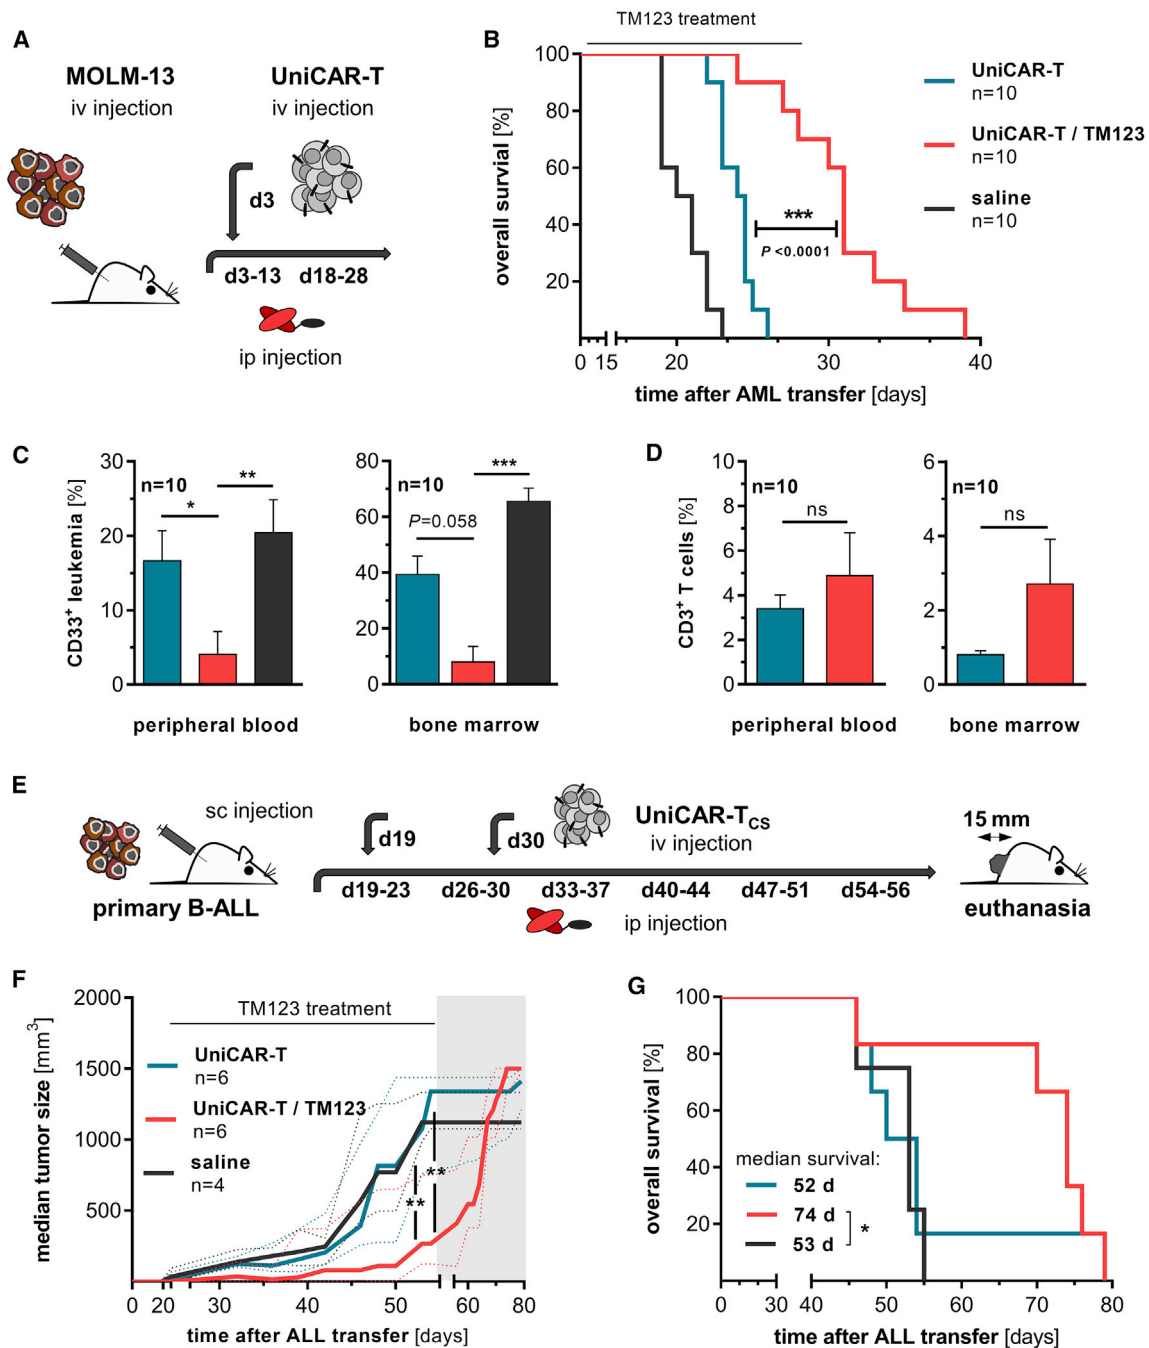 A
MOLM-13
iv injection
UniCAR-T
iv injection
d3
d3-13 d18-28
ip injection
B
TM123 treatment
overall survial [%]
100
80
60
40
20
0 15 20 30 40
time after AML transfer [days]
***
P <0.0001
UniCAR-T
n=10
UniCAR-T / TM123
n=10
saline
n=10
C
CD33+ leukemia [%]
30
20
10
0
n=10
*
**
peripheral blood
80
60
40
20
0
n=10
P=0.058
***
bone marrow
D
CD3+ T cells [%]
10
8
6
4
2
0
n=10
ns
peripheral blood
6
4
2
0
n=10
ns
bone marrow
E
sc injection
primary B-ALL
d19
d30
UniCAR-TCS
iv injection
d19-23 d26-30 d33-37 d40-44 d47-51 d54-56
ip injection
15 mm
euthanasia
F
median tumor size [mm3]
2000
1500
1000
500
TM123 treatment
UniCAR-T
n=6
UniCAR-T / TM123
n=6
saline
n=4
**
**
0 20 30 40 50 60 80
time after ALL transfer [days]
G
overall survival [%]
100
80
60
40
20
median survival:
52 d
74 d
53 d
*
0 30 40 50 60 70 80
time after ALL transfer [days]